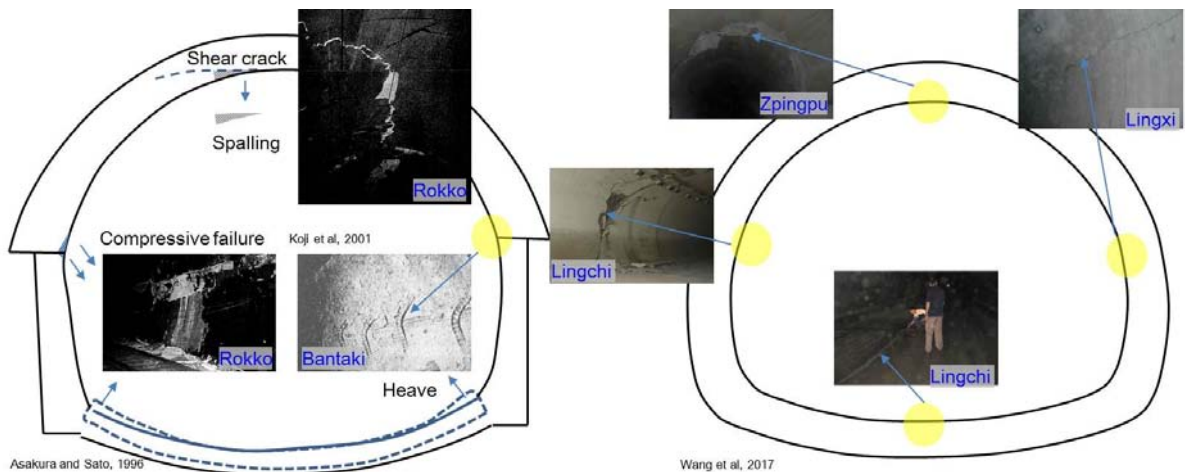 Shear crack
Spalling
Rokko
Compressive failure
Koji et al, 2001
Rokko
Bantaki
Heave
Asakura and Sato, 1996
Zpingpu
Lingxi
Lingchi
Lingchi
Wang et al, 2017